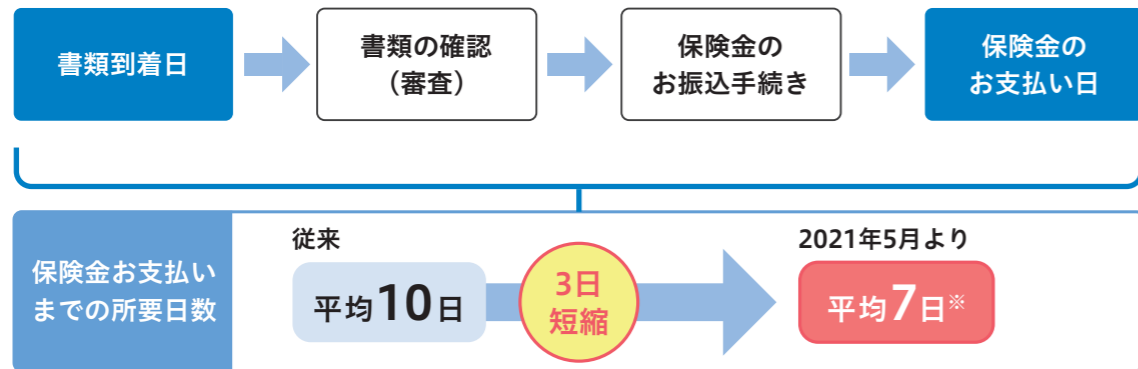 書類到着日
書類の確認
（審査）
保険金の
お振込手続き
保険金の
お支払い日
保険金お支払い
までの所要日数
従来
平均10日
3日
短縮
2021年5月より
平均7日※